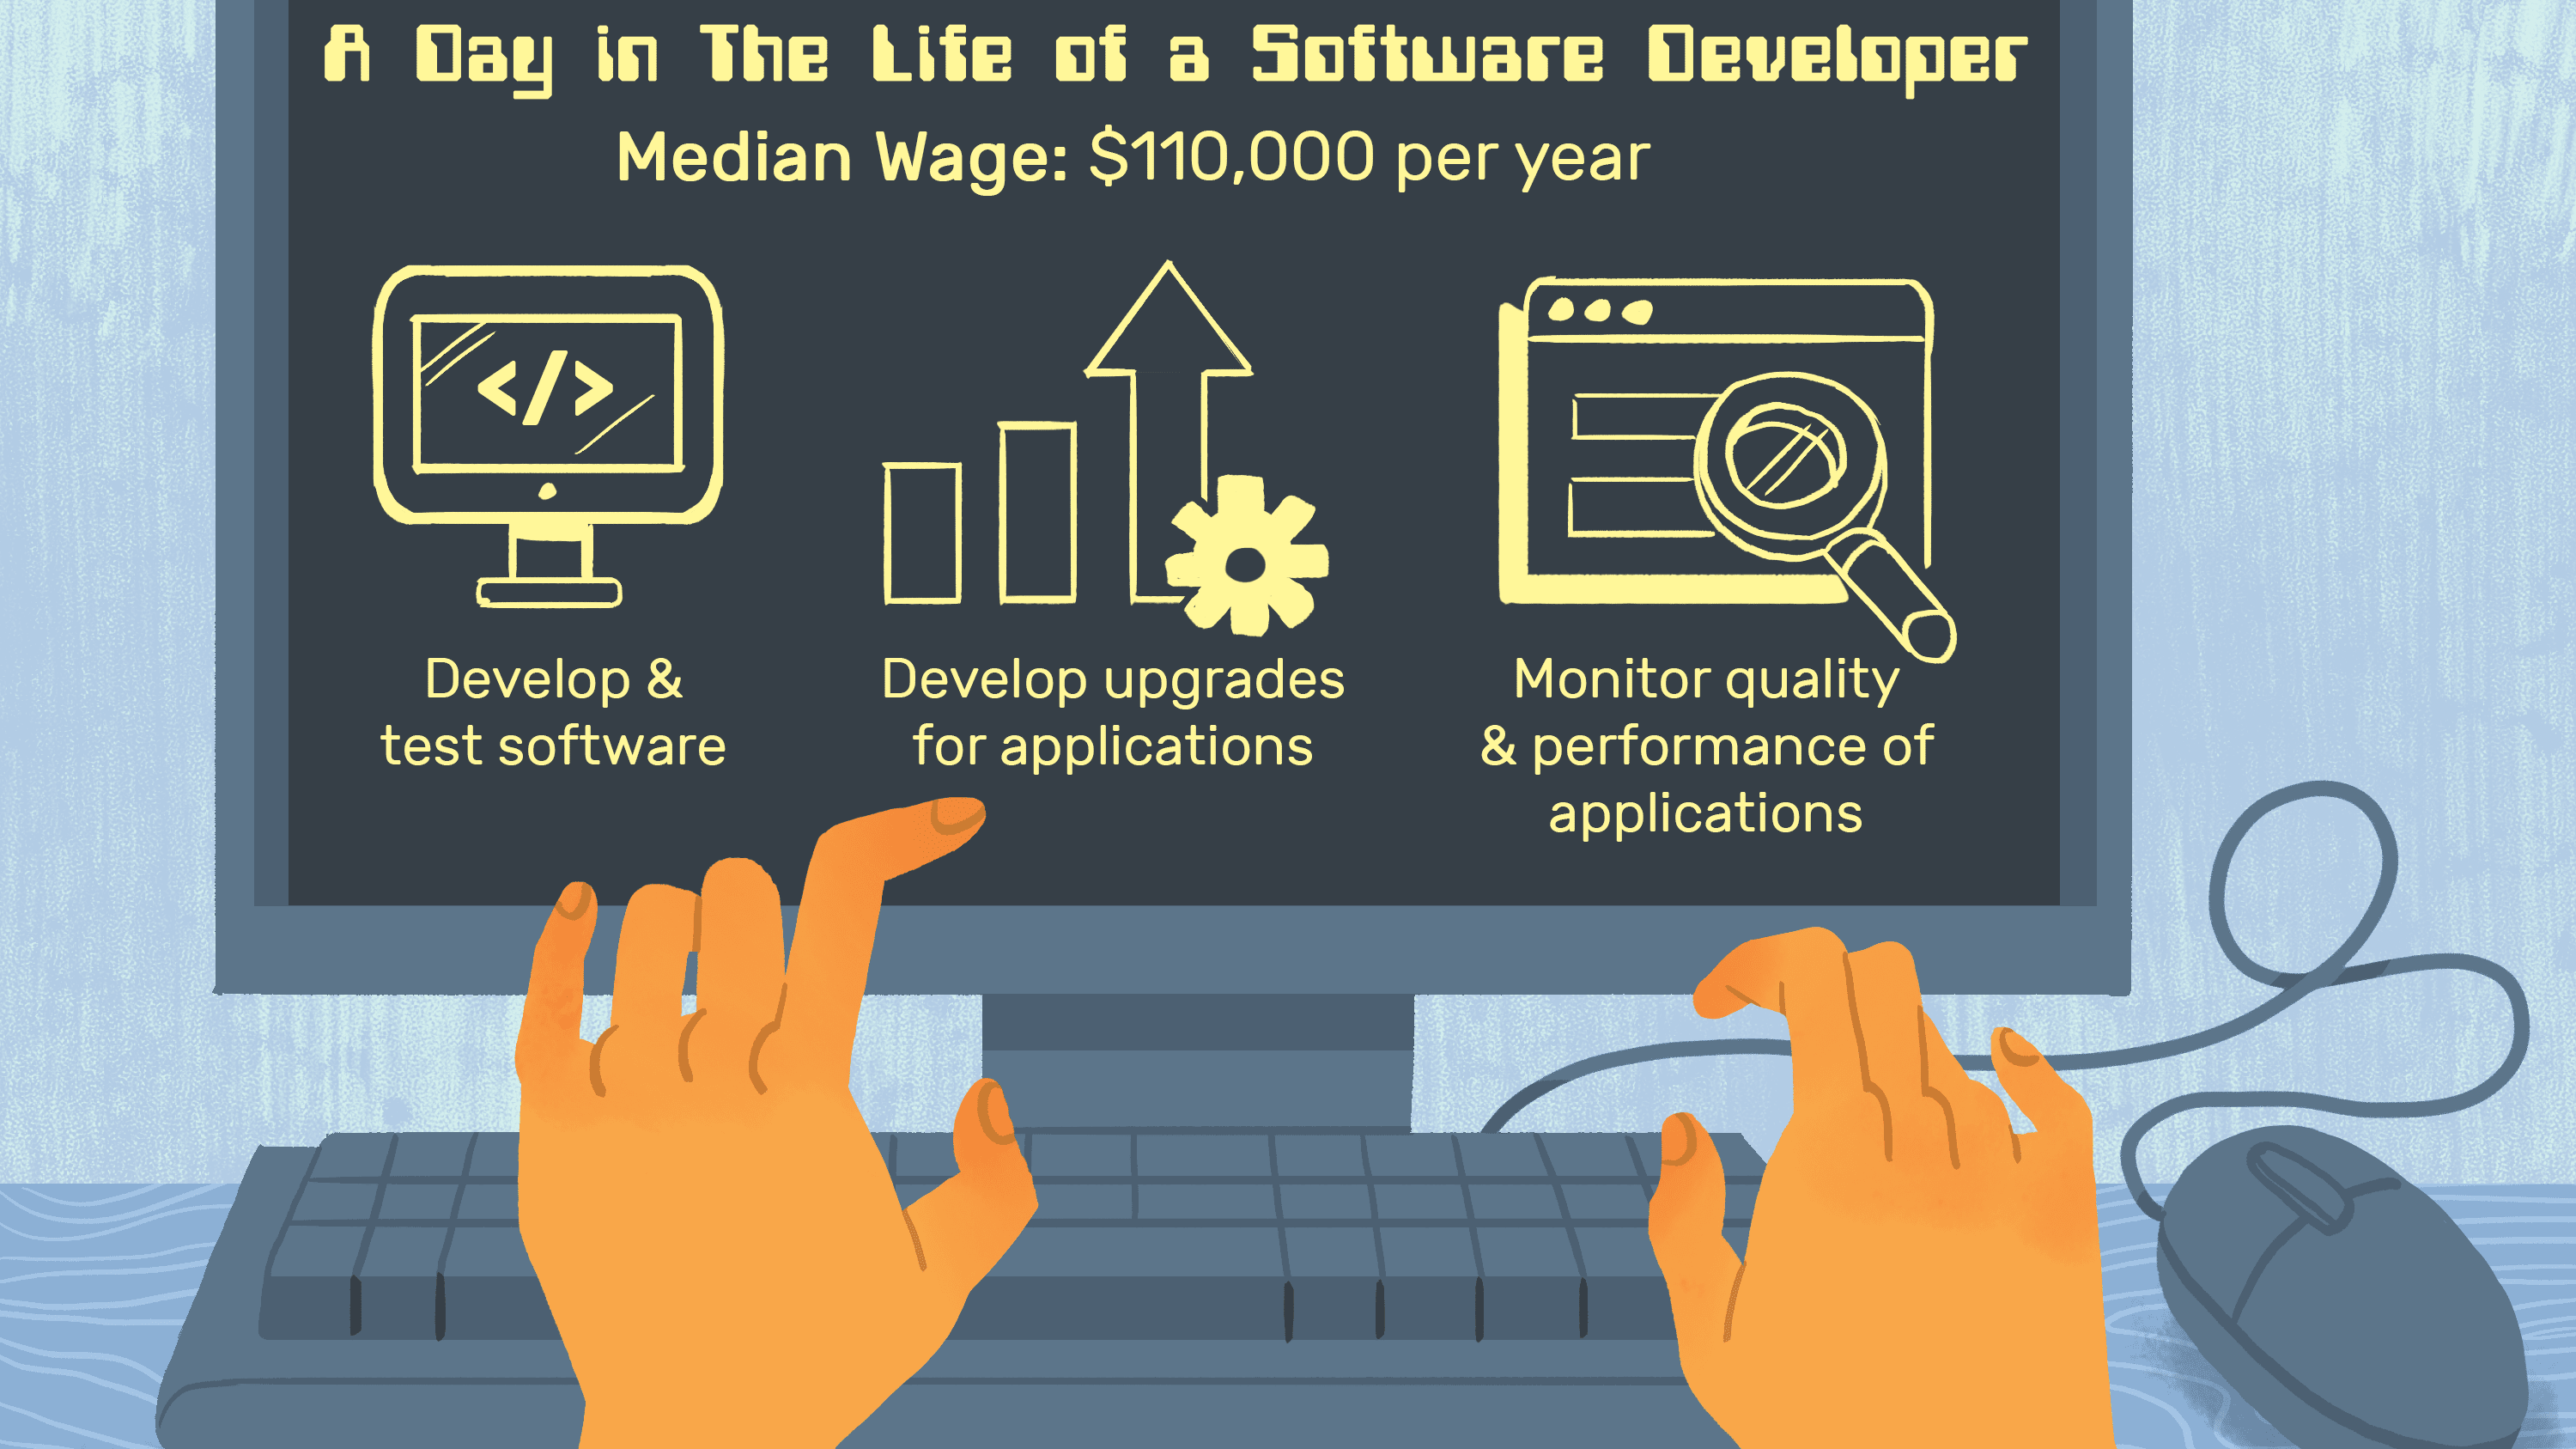 A Day in The Life of a Software Developer
Median Wage: $110,000 per year
</>
Develop &
test software
Develop upgrades
for applications
Monitor quality
& performance of
applications